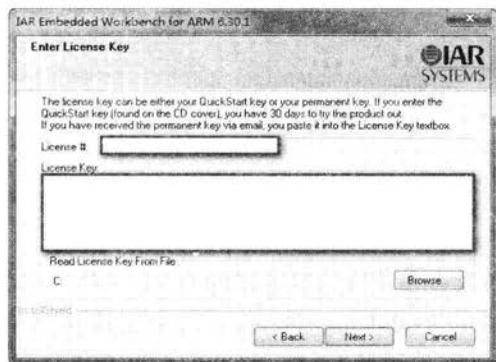 IAR Embedded Workbench for ARM 6.30.1
Enter License Key
IAR
SYSTEMS
The license key can be either your QuickStart key or your permanent key. If you enter the
QuickStart key (found on the CD cover), you have 30 days to try the product out.
If you have received the permanent key via email, you paste it into the License Key textbox.
License #:
License Key:
Read License Key From File
C:
Browse...
InstallShield
< Back
Next >
Cancel